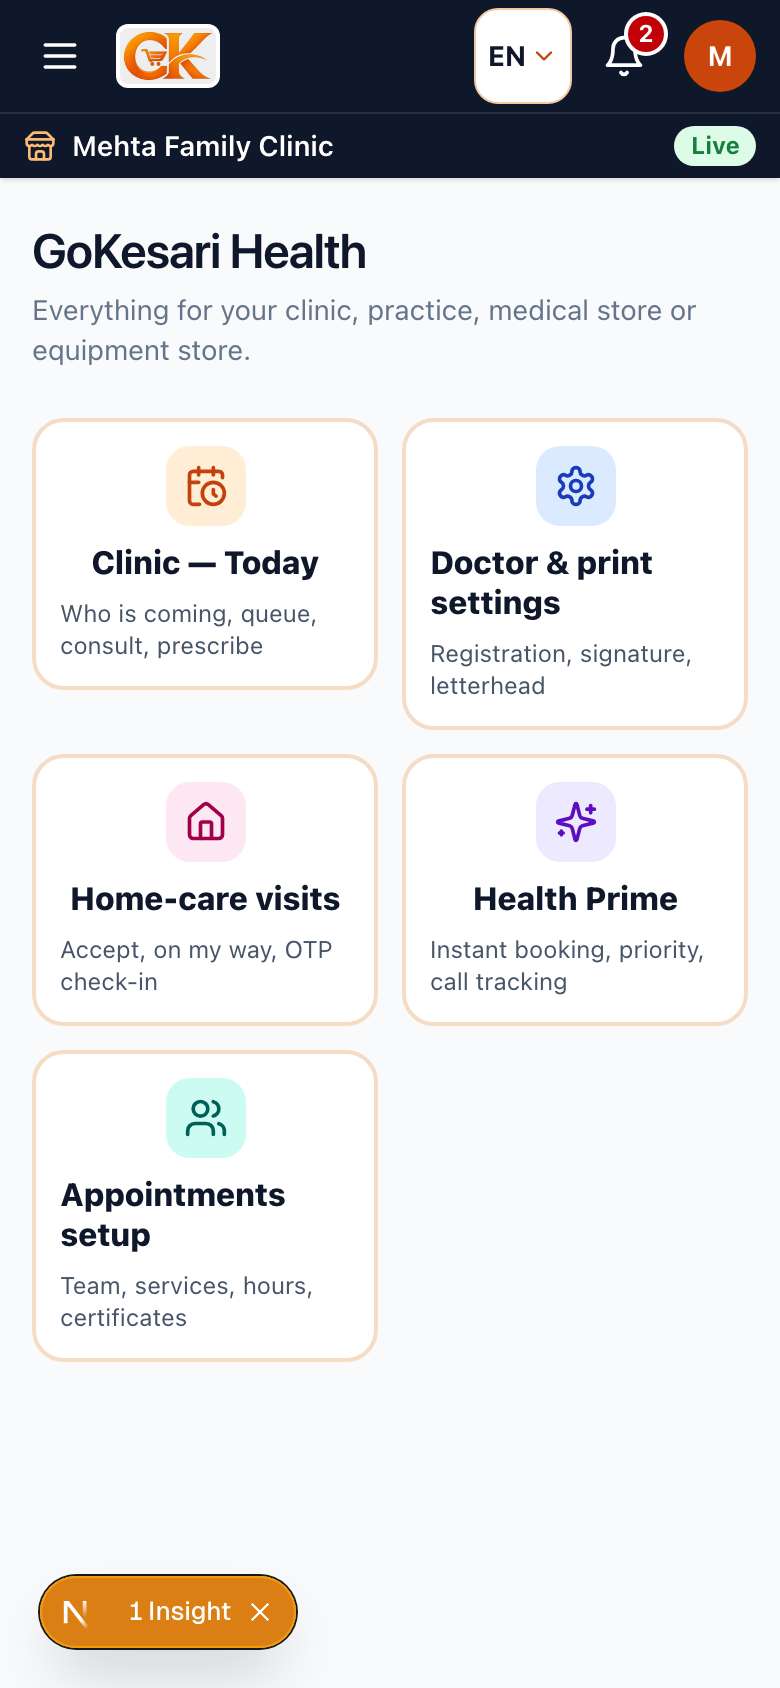 GK
EN
2
M
Mehta Family Clinic
Live
GoKesari Health
Everything for your clinic, practice, medical store or
equipment store.
Clinic — Today
Who is coming, queue,
consult, prescribe
Doctor & print
settings
Registration, signature,
letterhead
Home-care visits
Accept, on my way, OTP
check-in
Health Prime
Instant booking, priority,
call tracking
Appointments
setup
Team, services, hours,
certificates
N 1 Insight